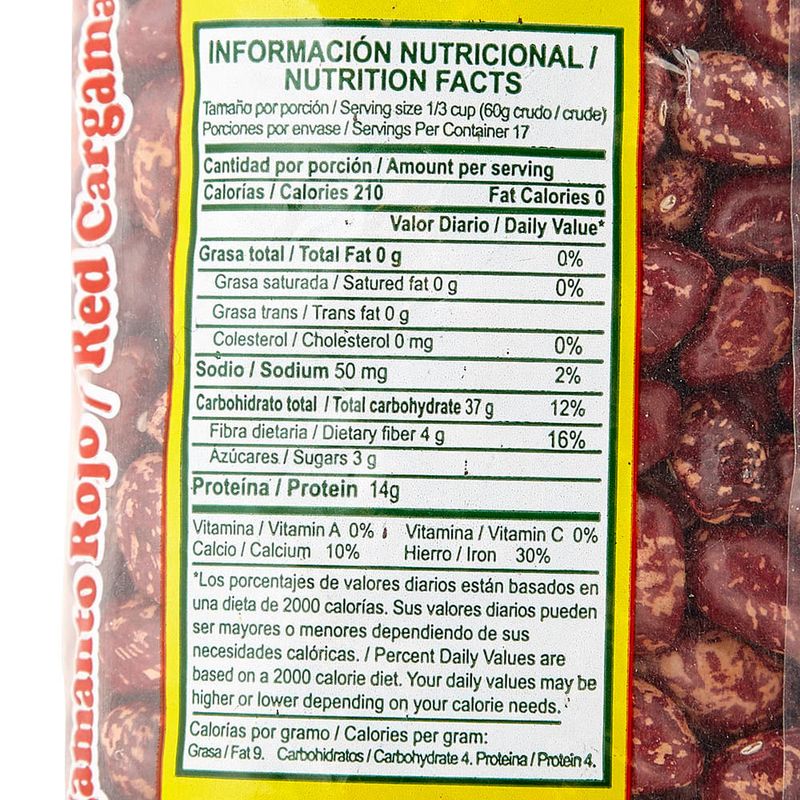 INFORMACIÓN NUTRICIONAL /
NUTRITION FACTS
Tamaño por porción / Serving size 1/3 cup (60g crudo / crude)
Porciones por envase / Servings Per Container 17
Cantidad por porción / Amount per serving
Calorías / Calories 210 Fat Calories 0
Valor Diario / Daily Value*
Grasa total / Total Fat 0 g 0%
Grasa saturada / Satured fat 0 g 0%
Grasa trans / Trans fat 0 g
Colesterol / Cholesterol 0 mg 0%
Sodio / Sodium 50 mg 2%
Carbohidrato total / Total carbohydrate 37 g 12%
Fibra dietaria / Dietary fiber 4 g 16%
Azúcares / Sugars 3 g
Proteína / Protein 14g
Vitamina / Vitamin A 0% Vitamina / Vitamin C 0%
Calcio / Calcium 10% Hierro / Iron 30%
*Los porcentajes de valores diarios están basados en
una dieta de 2000 calorías. Sus valores diarios pueden
ser mayores o menores dependiendo de sus
necesidades calóricas. / Percent Daily Values are
based on a 2000 calorie diet. Your daily values may be
higher or lower depending on your calorie needs.
Calorías por gramo / Calories per gram:
Grasa / Fat 9. Carbohidratos / Carbohydrate 4. Proteina / Protein 4.
amanto Rojo / Red Cargama